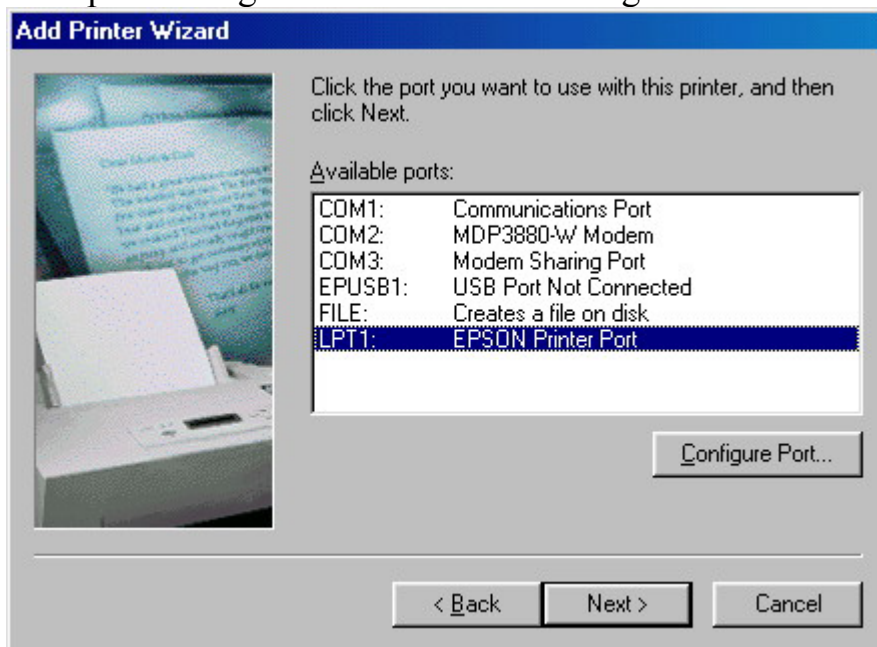 Add Printer Wizard
Click the port you want to use with this printer, and then
click Next.
Available ports:
COM1: Communications Port
COM2: MDP3880-W Modem
COM3: Modem Sharing Port
EPUSB1: USB Port Not Connected
FILE: Creates a file on disk
LPT1: EPSON Printer Port
Configure Port...
< Back Next > Cancel